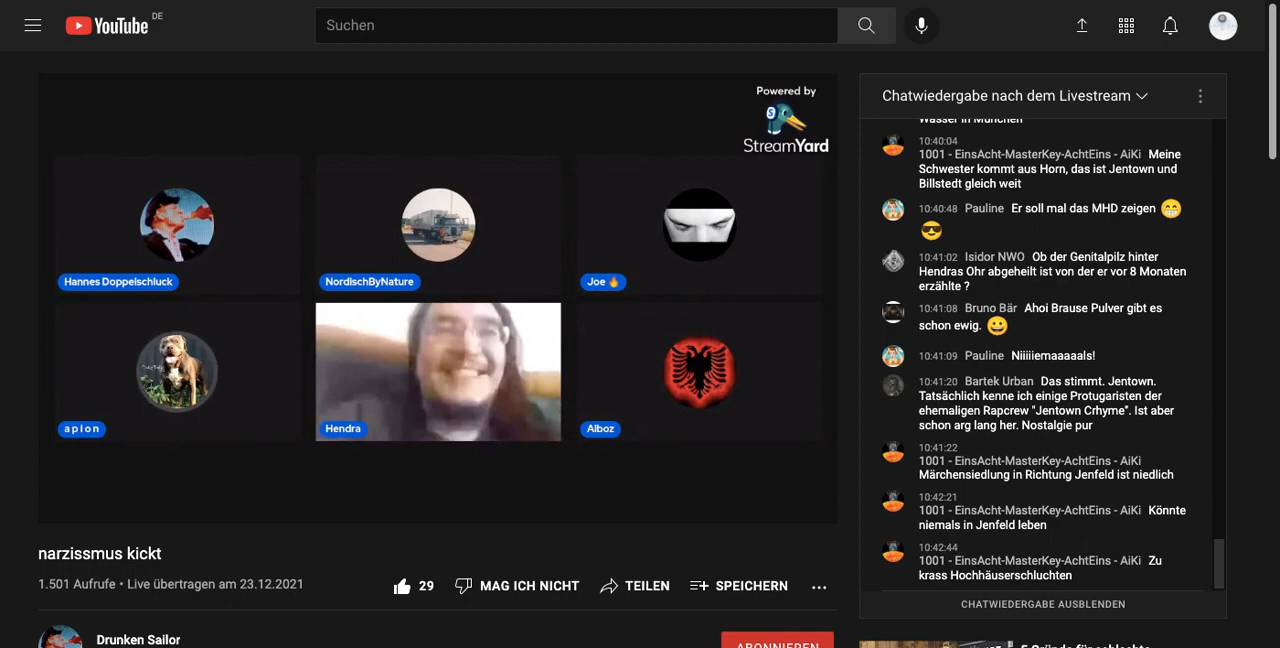 YouTube DE
Suchen
Powered by
StreamYard
Hannes Doppelschluck
NordischByNature
Joe 🔥
a p l o n
Hendra
Alboz
narzissmus kickt
1.501 Aufrufe • Live übertragen am 23.12.2021
29
MAG ICH NICHT
TEILEN
SPEICHERN
Drunken Sailor
ABONNIEREN
Chatwiedergabe nach dem Livestream
Wasser in München
10:40:04
1001 - EinsAcht-MasterKey-AchtEins - AiKi Meine
Schwester kommt aus Horn, das ist Jentown und
Billstedt gleich weit
10:40:48 Pauline Er soll mal das MHD zeigen 😁
😎
10:41:02 Isidor NWO Ob der Genitalpilz hinter
Hendras Ohr abgeheilt ist von der er vor 8 Monaten
erzählte ?
10:41:08 Bruno Bär Ahoi Brause Pulver gibt es
schon ewig. 😀
10:41:09 Pauline Niiiiiemaaaaals!
10:41:20 Bartek Urban Das stimmt. Jentown.
Tatsächlich kenne ich einige Protugaristen der
ehemaligen Rapcrew "Jentown Crhyme". Ist aber
schon arg lang her. Nostalgie pur
10:41:22
1001 - EinsAcht-MasterKey-AchtEins - AiKi
Märchensiedlung in Richtung Jenfeld ist niedlich
10:42:21
1001 - EinsAcht-MasterKey-AchtEins - AiKi Könnte
niemals in Jenfeld leben
10:42:44
1001 - EinsAcht-MasterKey-AchtEins - AiKi Zu
krass Hochhäuserschluchten
CHATWIEDERGABE AUSBLENDEN
5 Gründe für schlechte